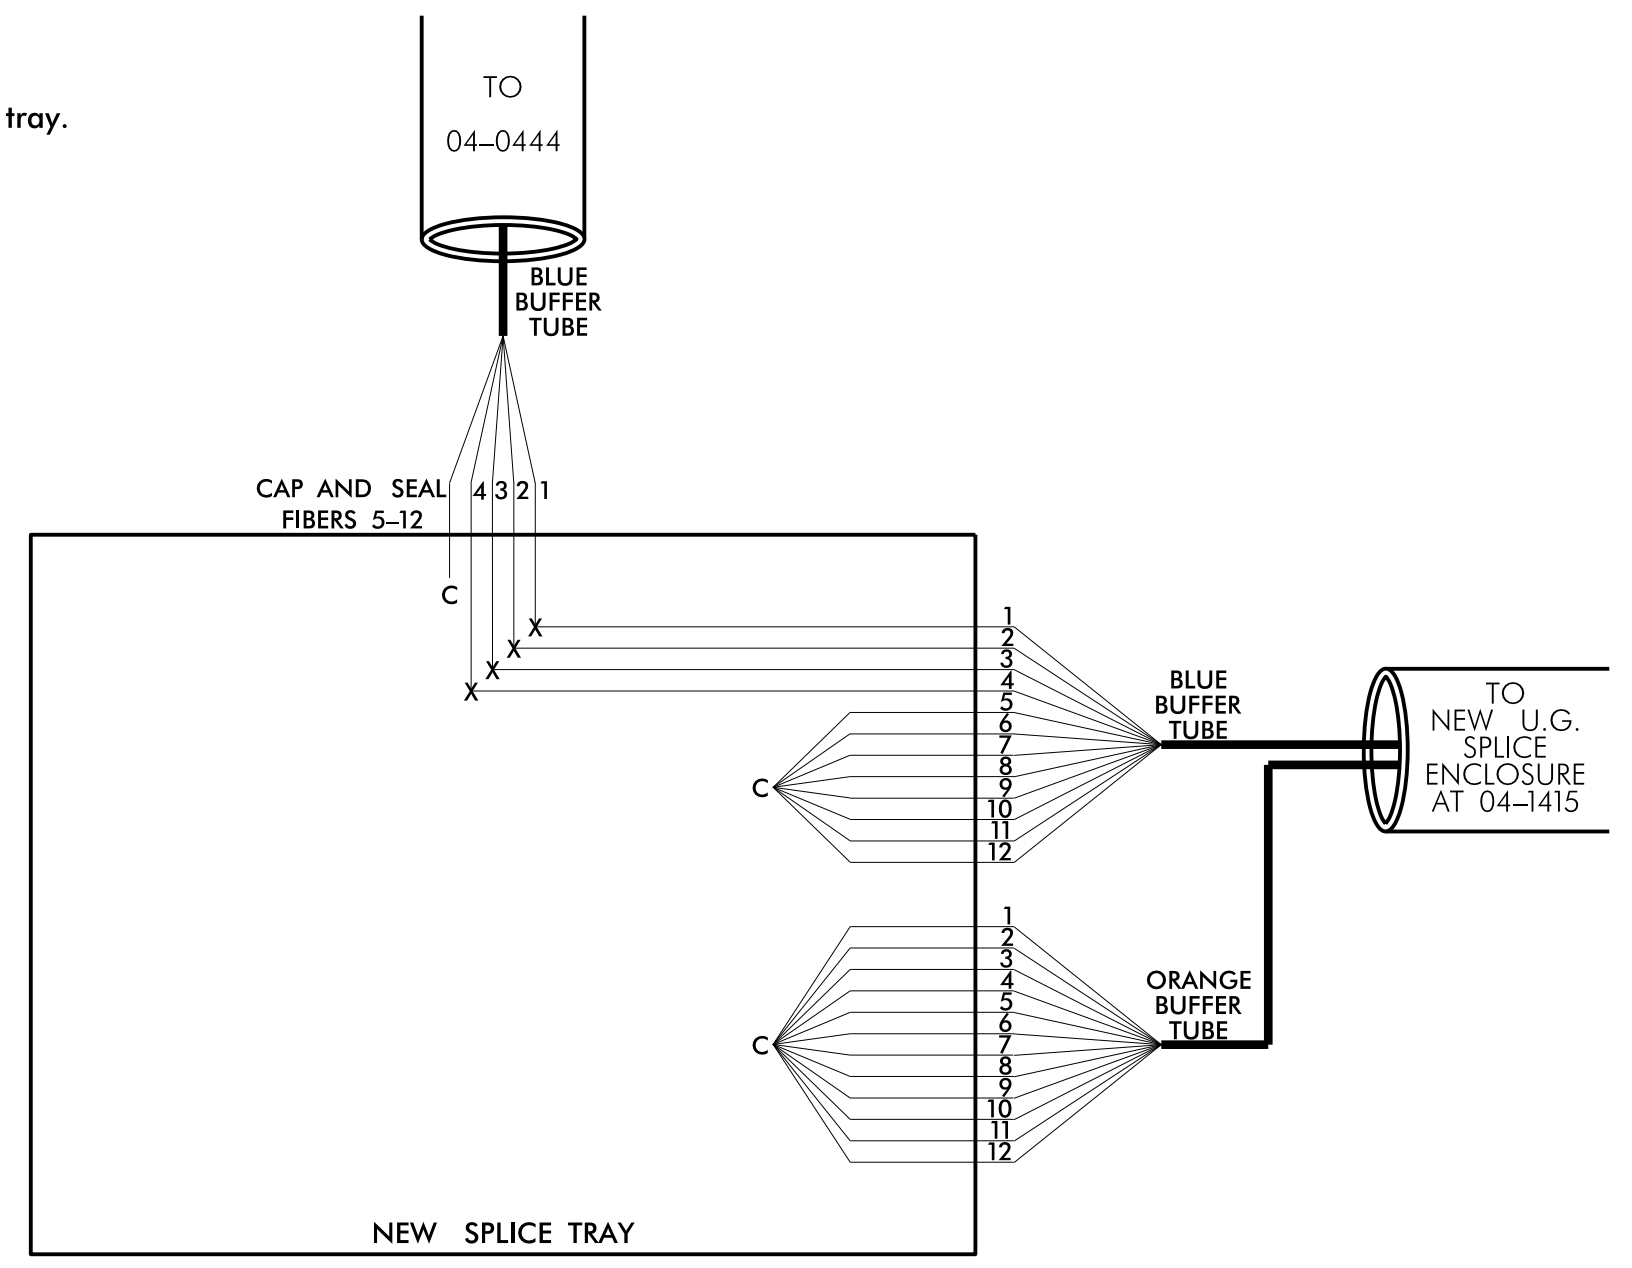 tray.
TO
04–0444
BLUE
BUFFER
TUBE
CAP AND SEAL
FIBERS 5–12
4 3 2 1
C
X
X
X
X
1
2
3
4
5
6
7
8
9
10
11
12
C
BLUE
BUFFER
TUBE
TO
NEW U.G.
SPLICE
ENCLOSURE
AT 04–1415
1
2
3
4
5
6
7
8
9
10
11
12
C
ORANGE
BUFFER
TUBE
NEW SPLICE TRAY